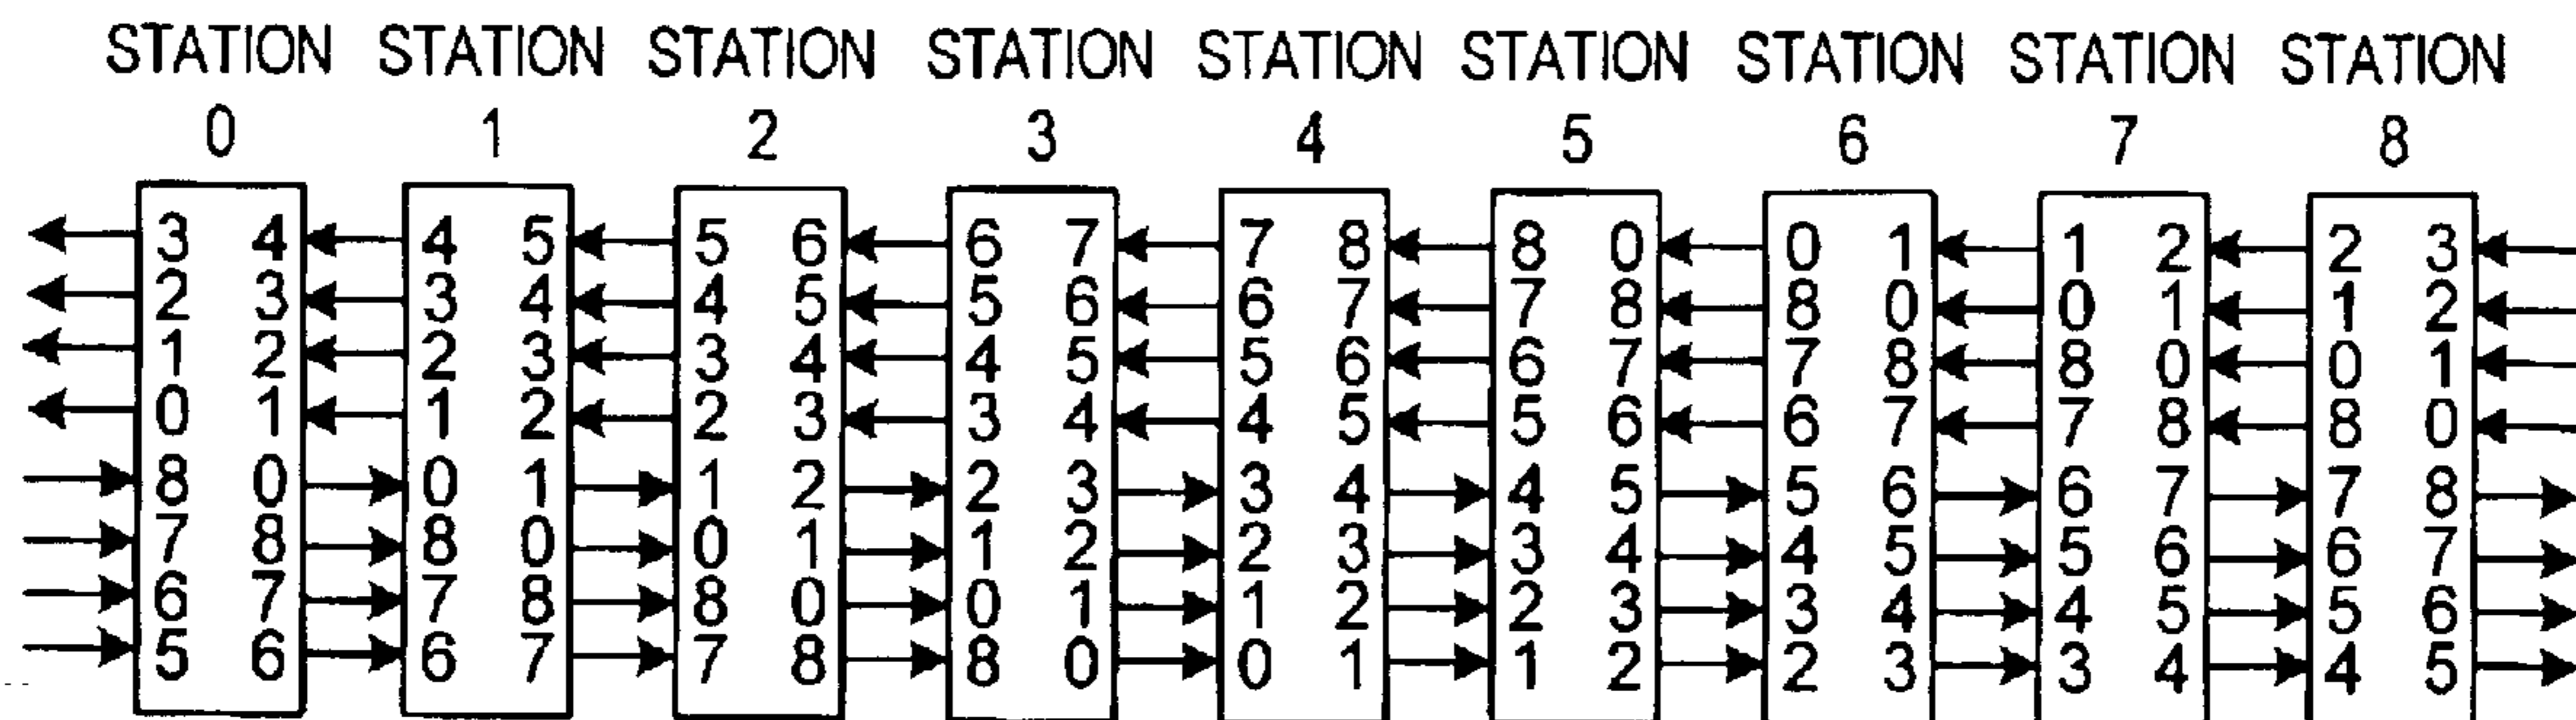 STATION STATION STATION STATION STATION STATION STATION STATION STATION
0 1 2 3 4 5 6 7 8
3 4 4 5 5 6 6 7 7 8 8 0 0 1 1 2 2 3
2 3 3 4 4 5 5 6 6 7 7 8 8 0 0 1 1 2
1 2 2 3 3 4 4 5 5 6 6 7 7 8 8 0 0 1
0 1 1 2 2 3 3 4 4 5 5 6 6 7 7 8 8 0
8 0 0 1 1 2 2 3 3 4 4 5 5 6 6 7 7 8
7 8 8 0 0 1 1 2 2 3 3 4 4 5 5 6 6 7
6 7 7 8 8 0 0 1 1 2 2 3 3 4 4 5 5 6
5 6 6 7 7 8 8 0 0 1 1 2 2 3 3 4 4 5